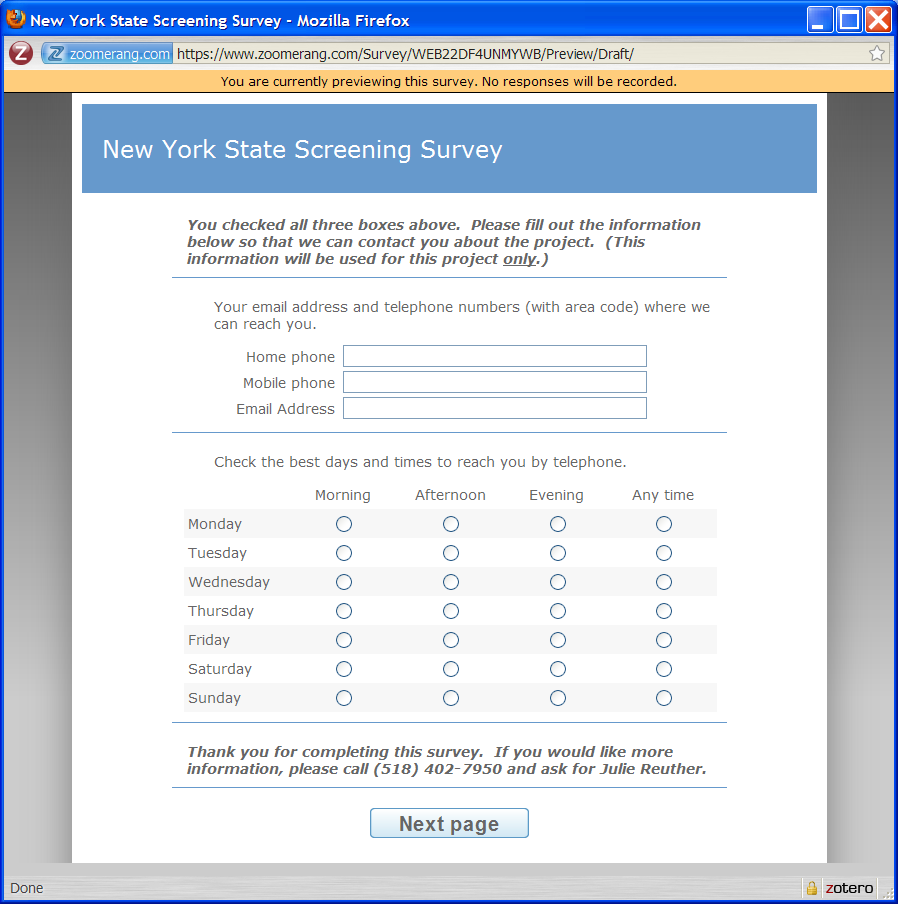 New York State Screening Survey - Mozilla Firefox
zoomerang.com https://www.zoomerang.com/Survey/WEB22DF4UNMYWB/Preview/Draft/
You are currently previewing this survey. No responses will be recorded.
New York State Screening Survey
You checked all three boxes above. Please fill out the information
below so that we can contact you about the project. (This
information will be used for this project only.)
Your email address and telephone numbers (with area code) where we
can reach you.
Home phone
Mobile phone
Email Address
Check the best days and times to reach you by telephone.
Morning Afternoon Evening Any time
Monday
Tuesday
Wednesday
Thursday
Friday
Saturday
Sunday
Thank you for completing this survey. If you would like more
information, please call (518) 402-7950 and ask for Julie Reuther.
Next page
Done zotero